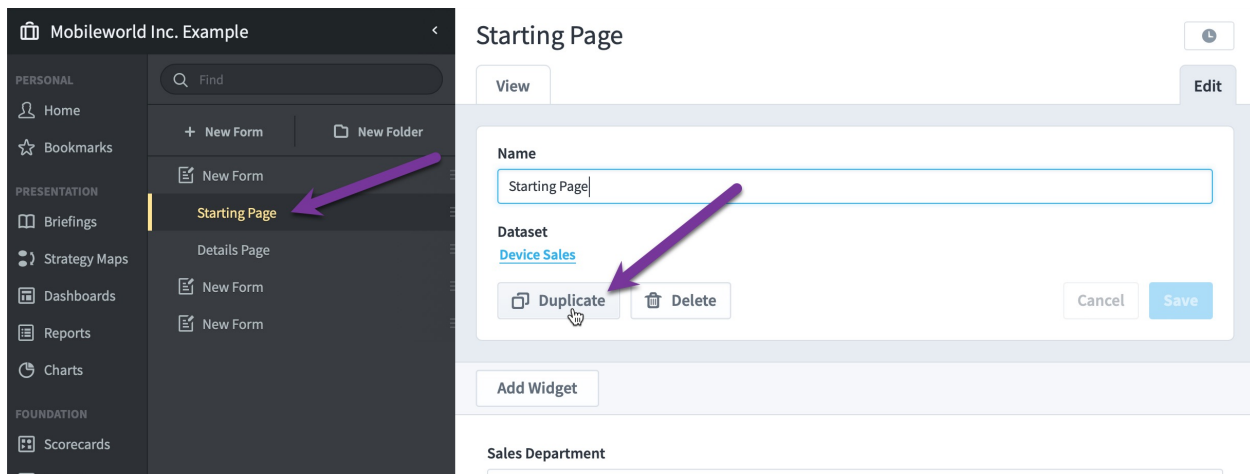 Mobileworld Inc. Example
PERSONAL
Home
Bookmarks
PRESENTATION
Briefings
Strategy Maps
Dashboards
Reports
Charts
FOUNDATION
Scorecards
Find
+ New Form
New Folder
New Form
Starting Page
Details Page
New Form
New Form
Starting Page
View
Edit
Name
Starting Page
Dataset
Device Sales
Duplicate
Delete
Cancel
Save
Add Widget
Sales Department